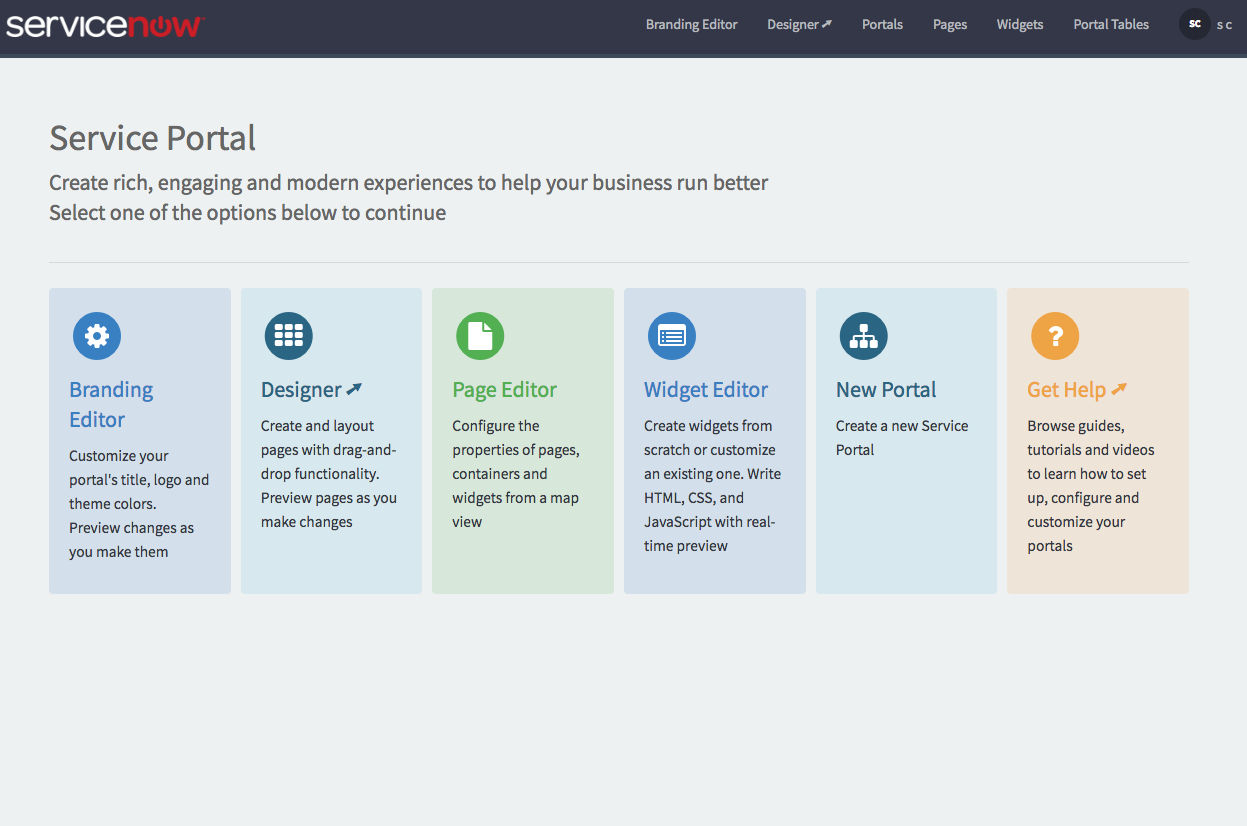 servicenow
Branding Editor
Designer
Portals
Pages
Widgets
Portal Tables
SC
s c
Service Portal
Create rich, engaging and modern experiences to help your business run better
Select one of the options below to continue
Branding
Editor
Customize your
portal's title, logo and
theme colors.
Preview changes as
you make them
Designer
Create and layout
pages with drag-and-
drop functionality.
Preview pages as you
make changes
Page Editor
Configure the
properties of pages,
containers and
widgets from a map
view
Widget Editor
Create widgets from
scratch or customize
an existing one. Write
HTML, CSS, and
JavaScript with real-
time preview
New Portal
Create a new Service
Portal
?
Get Help
Browse guides,
tutorials and videos
to learn how to set
up, configure and
customize your
portals